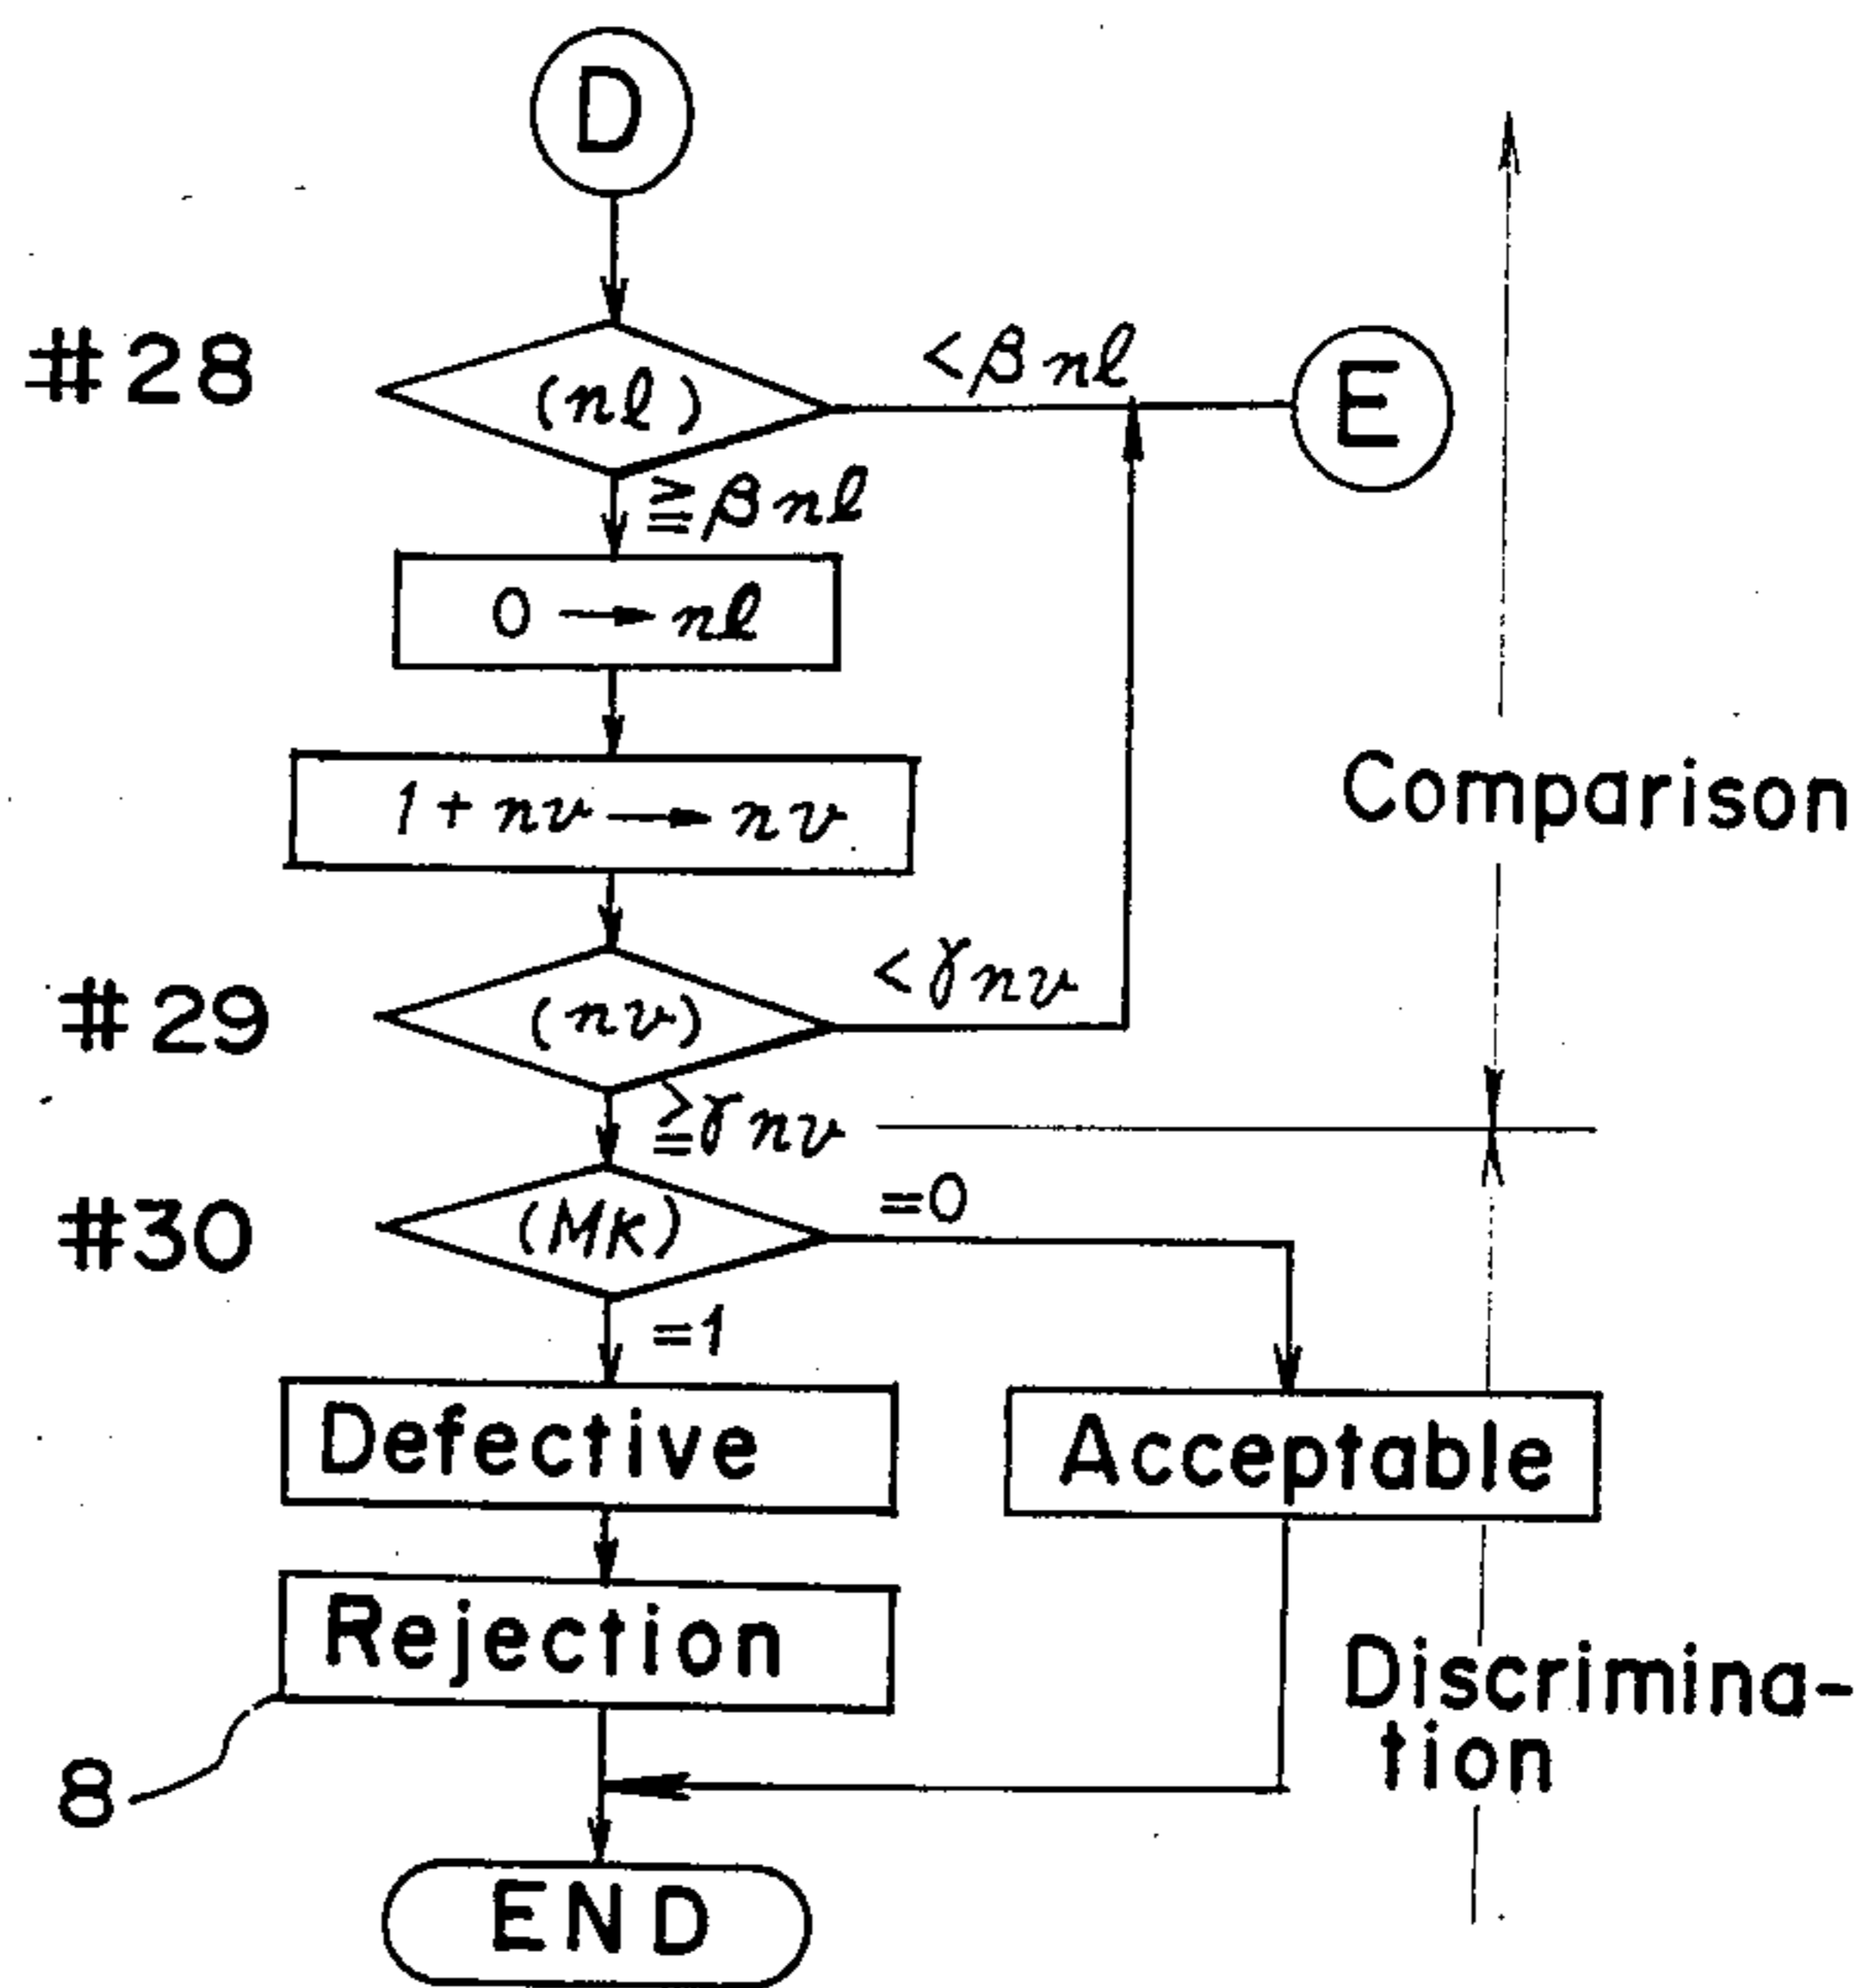 D
#28
(nl)
<βnl
E
≧βnl
0 → nl
1 + nv → nv
Comparison
#29
(nv)
<γnv
≧γnv
#30
(MK)
=0
=1
Defective
Acceptable
Rejection
Discrimina-
tion
8
END